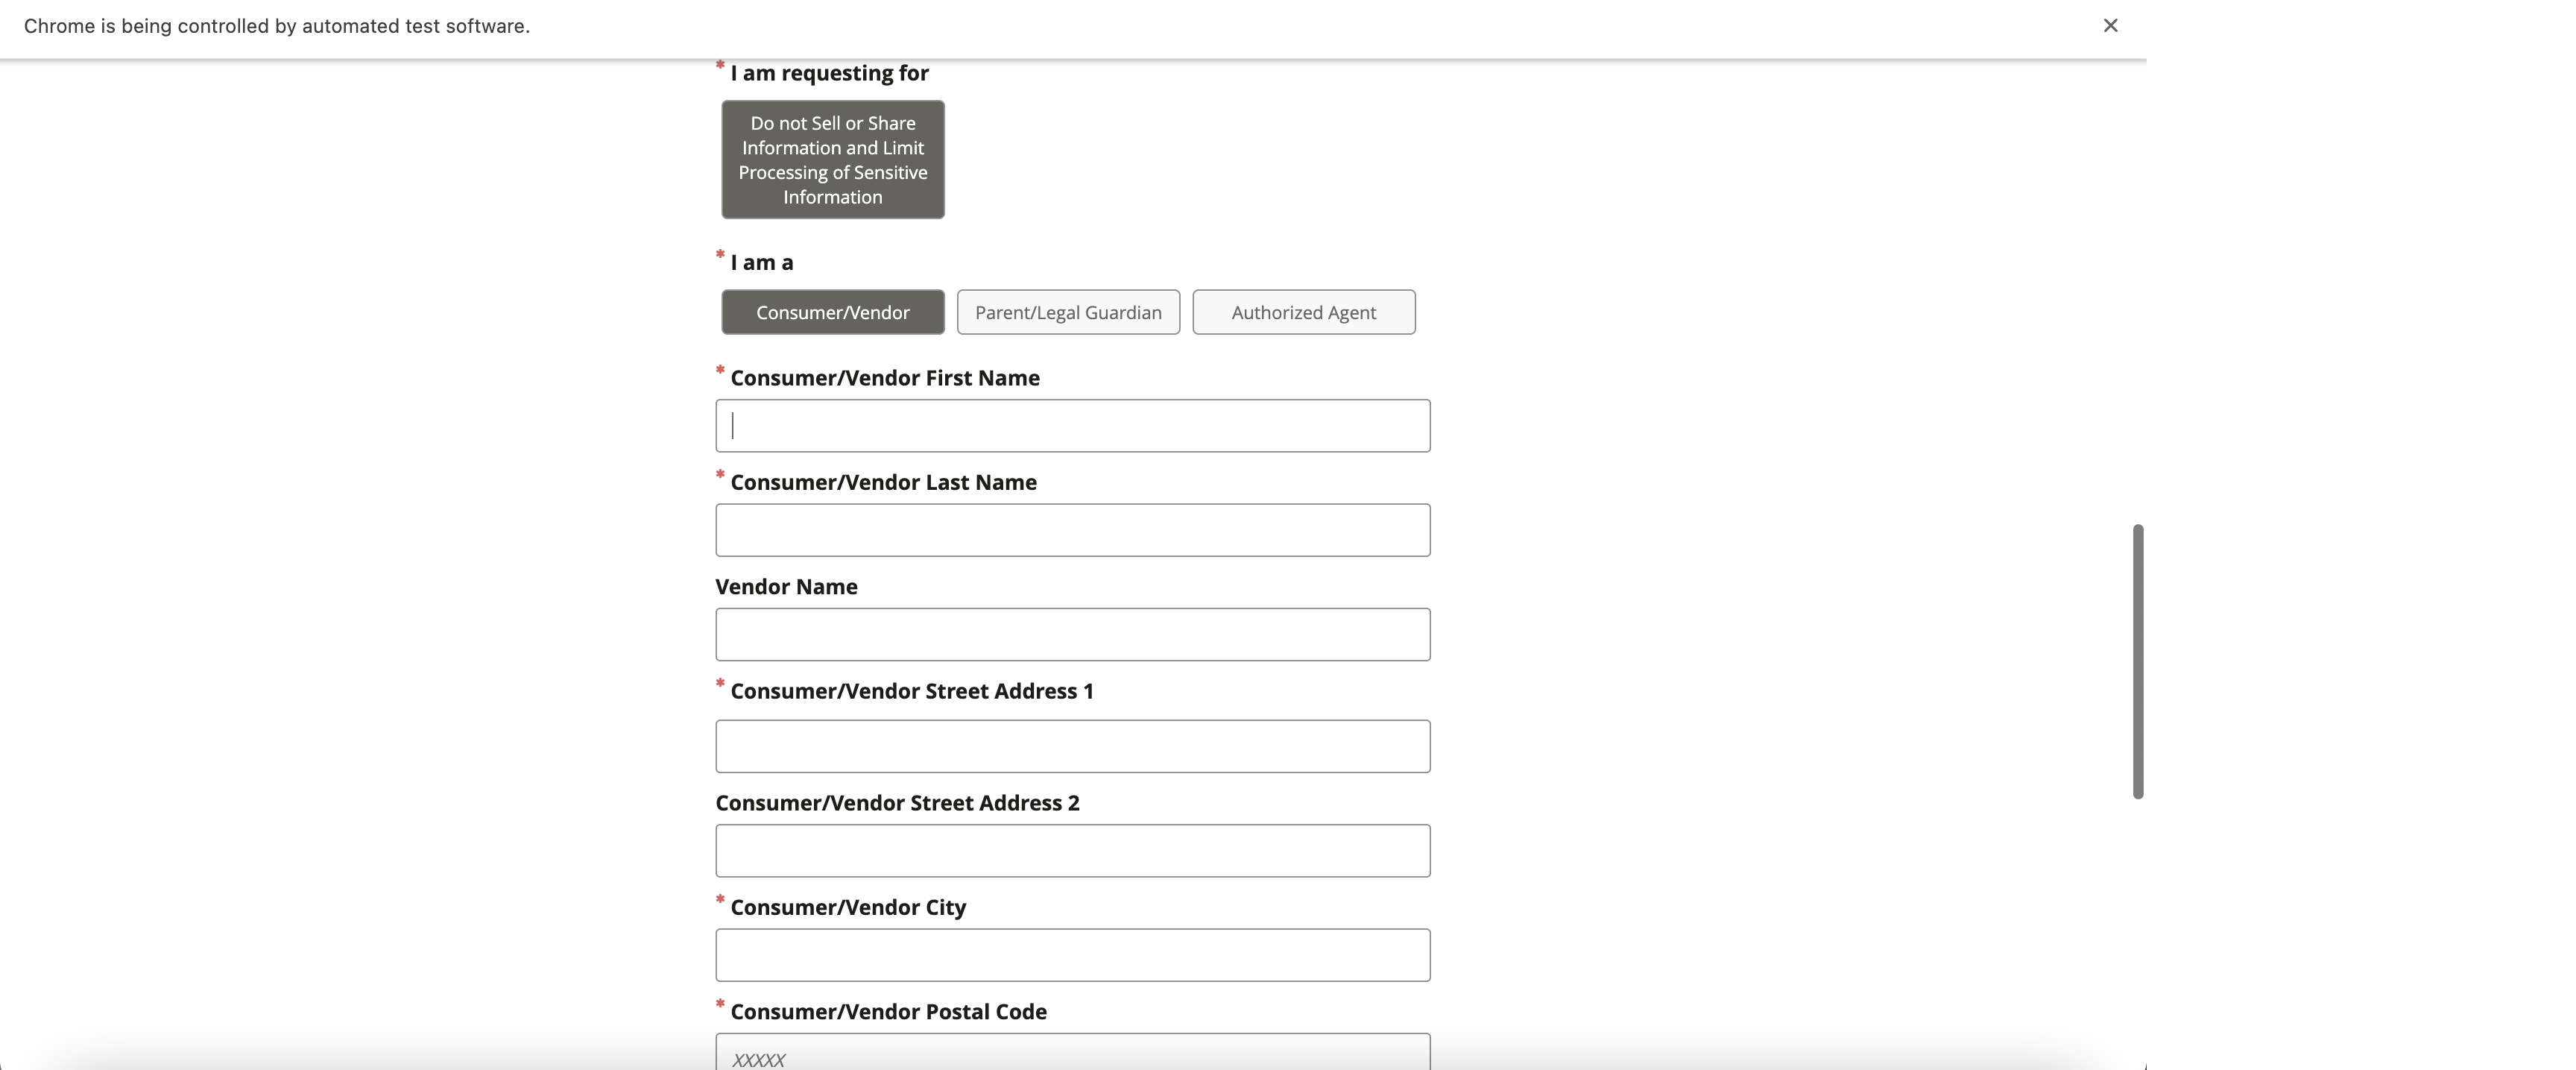 Chrome is being controlled by automated test software.
* I am requesting for
Do not Sell or Share
Information and Limit
Processing of Sensitive
Information
* I am a
Consumer/Vendor
Parent/Legal Guardian
Authorized Agent
* Consumer/Vendor First Name
* Consumer/Vendor Last Name
Vendor Name
* Consumer/Vendor Street Address 1
Consumer/Vendor Street Address 2
* Consumer/Vendor City
* Consumer/Vendor Postal Code
XXXXX